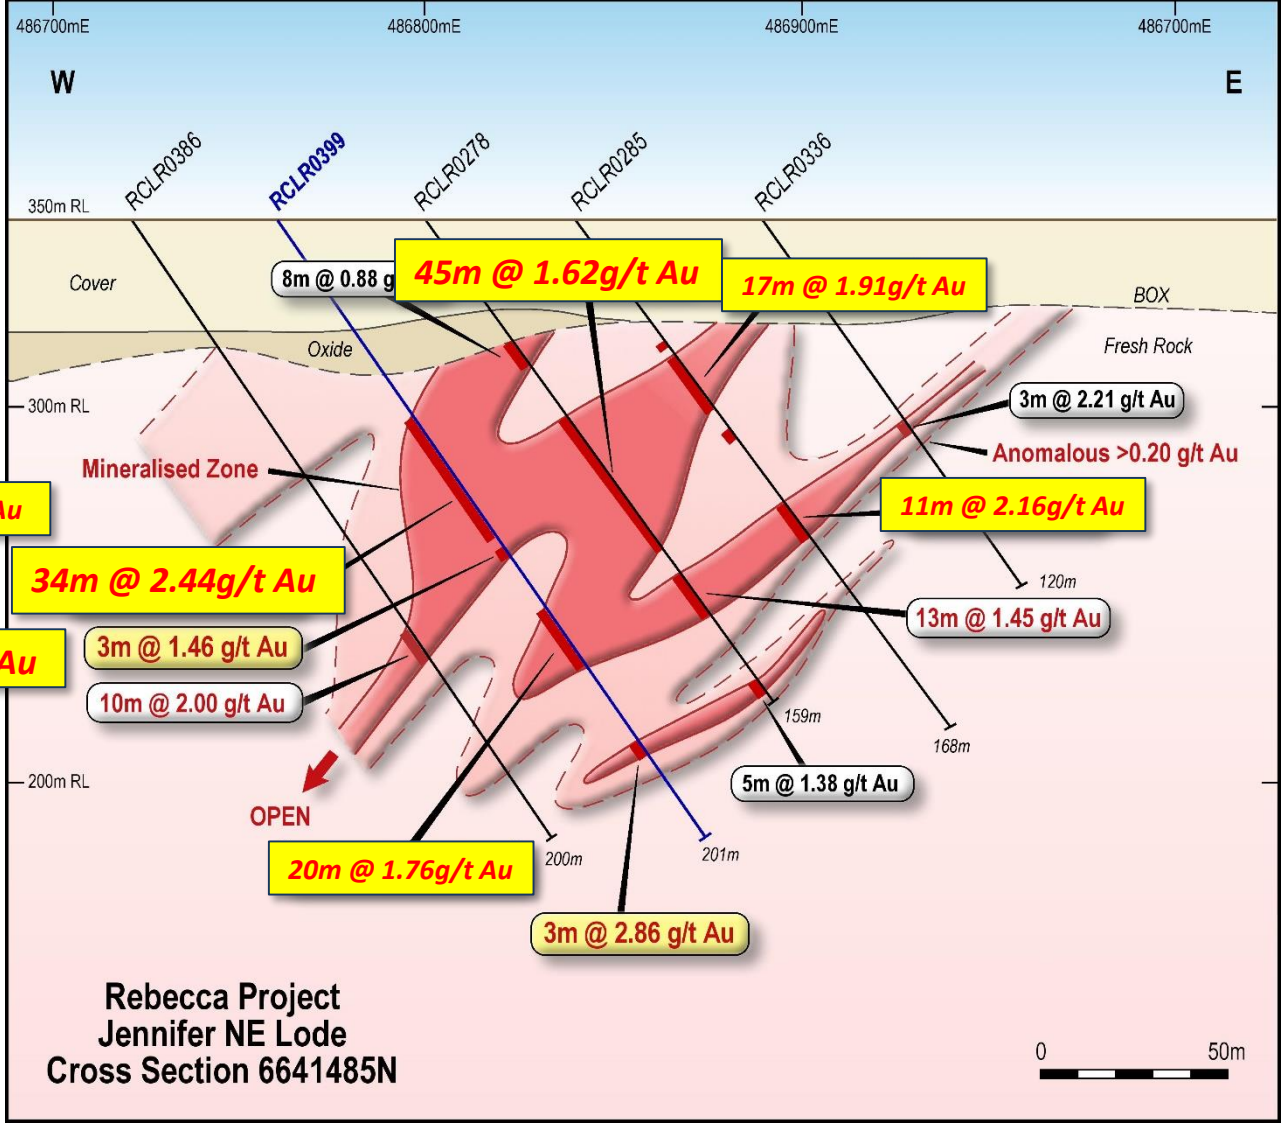 486700mE
486800mE
486900mE
486700mE
W
E
RCLR0386
RCLR0399
RCLR0278
RCLR0285
RCLR0336
350m RL
Cover
8m @ 0.88 g
45m @ 1.62g/t Au
17m @ 1.91g/t Au
BOX
Oxide
Fresh Rock
300m RL
3m @ 2.21 g/t Au
Mineralised Zone
Anomalous >0.20 g/t Au
Au
11m @ 2.16g/t Au
34m @ 2.44g/t Au
120m
13m @ 1.45 g/t Au
3m @ 1.46 g/t Au
Au
10m @ 2.00 g/t Au
159m
168m
200m RL
5m @ 1.38 g/t Au
OPEN
200m
201m
20m @ 1.76g/t Au
3m @ 2.86 g/t Au
Rebecca Project
Jennifer NE Lode
Cross Section 6641485N
0 50m